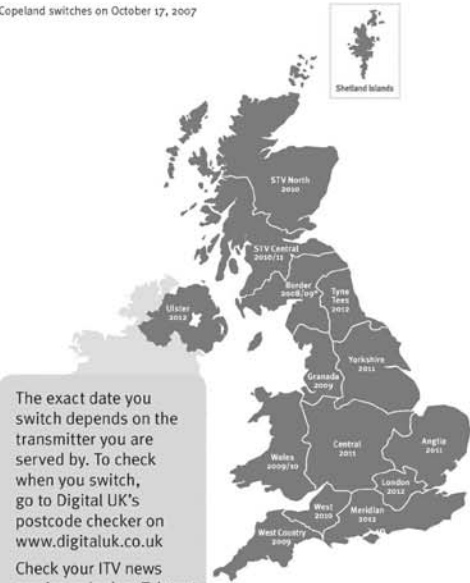 Copeland switches on October 17, 2007
Shetland Islands
STV North
2010
STV Central
2010/11
Border
2008/09*
Tyne
Tees
2012
Ulster
2012
Granada
2009
Yorkshire
2011
Wales
2009/10
Central
2011
Anglia
2011
London
2012
West
2010
Meridian
2012
West Country
2009
The exact date you
switch depends on the
transmitter you are
served by. To check
when you switch,
go to Digital UK's
postcode checker on
www.digitaluk.co.uk
Check your ITV news